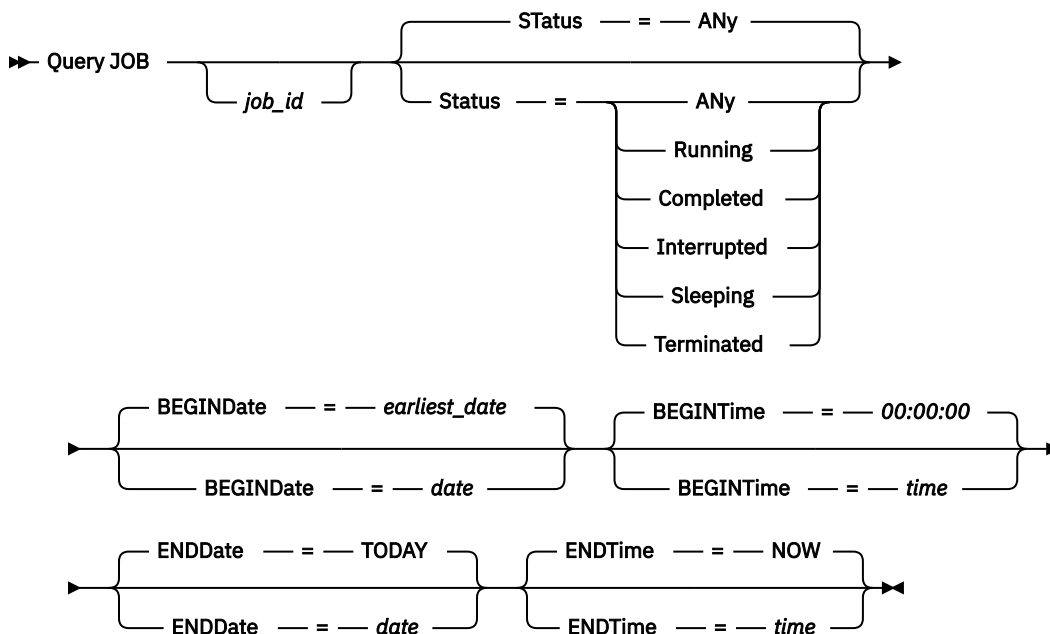 STatus = ANy
Query JOB
job_id
Status = ANy
Running
Completed
Interrupted
Sleeping
Terminated
BEGINDate = earliest_date BEGINTime = 00:00:00
BEGINDate = date BEGINTime = time
ENDDate = TODAY ENDTime = NOW
ENDDate = date ENDTime = time